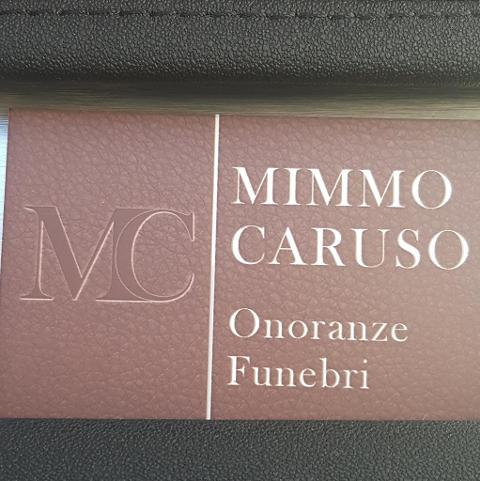 MC
MIMMO
CARUSO
Onoranze
Funebri